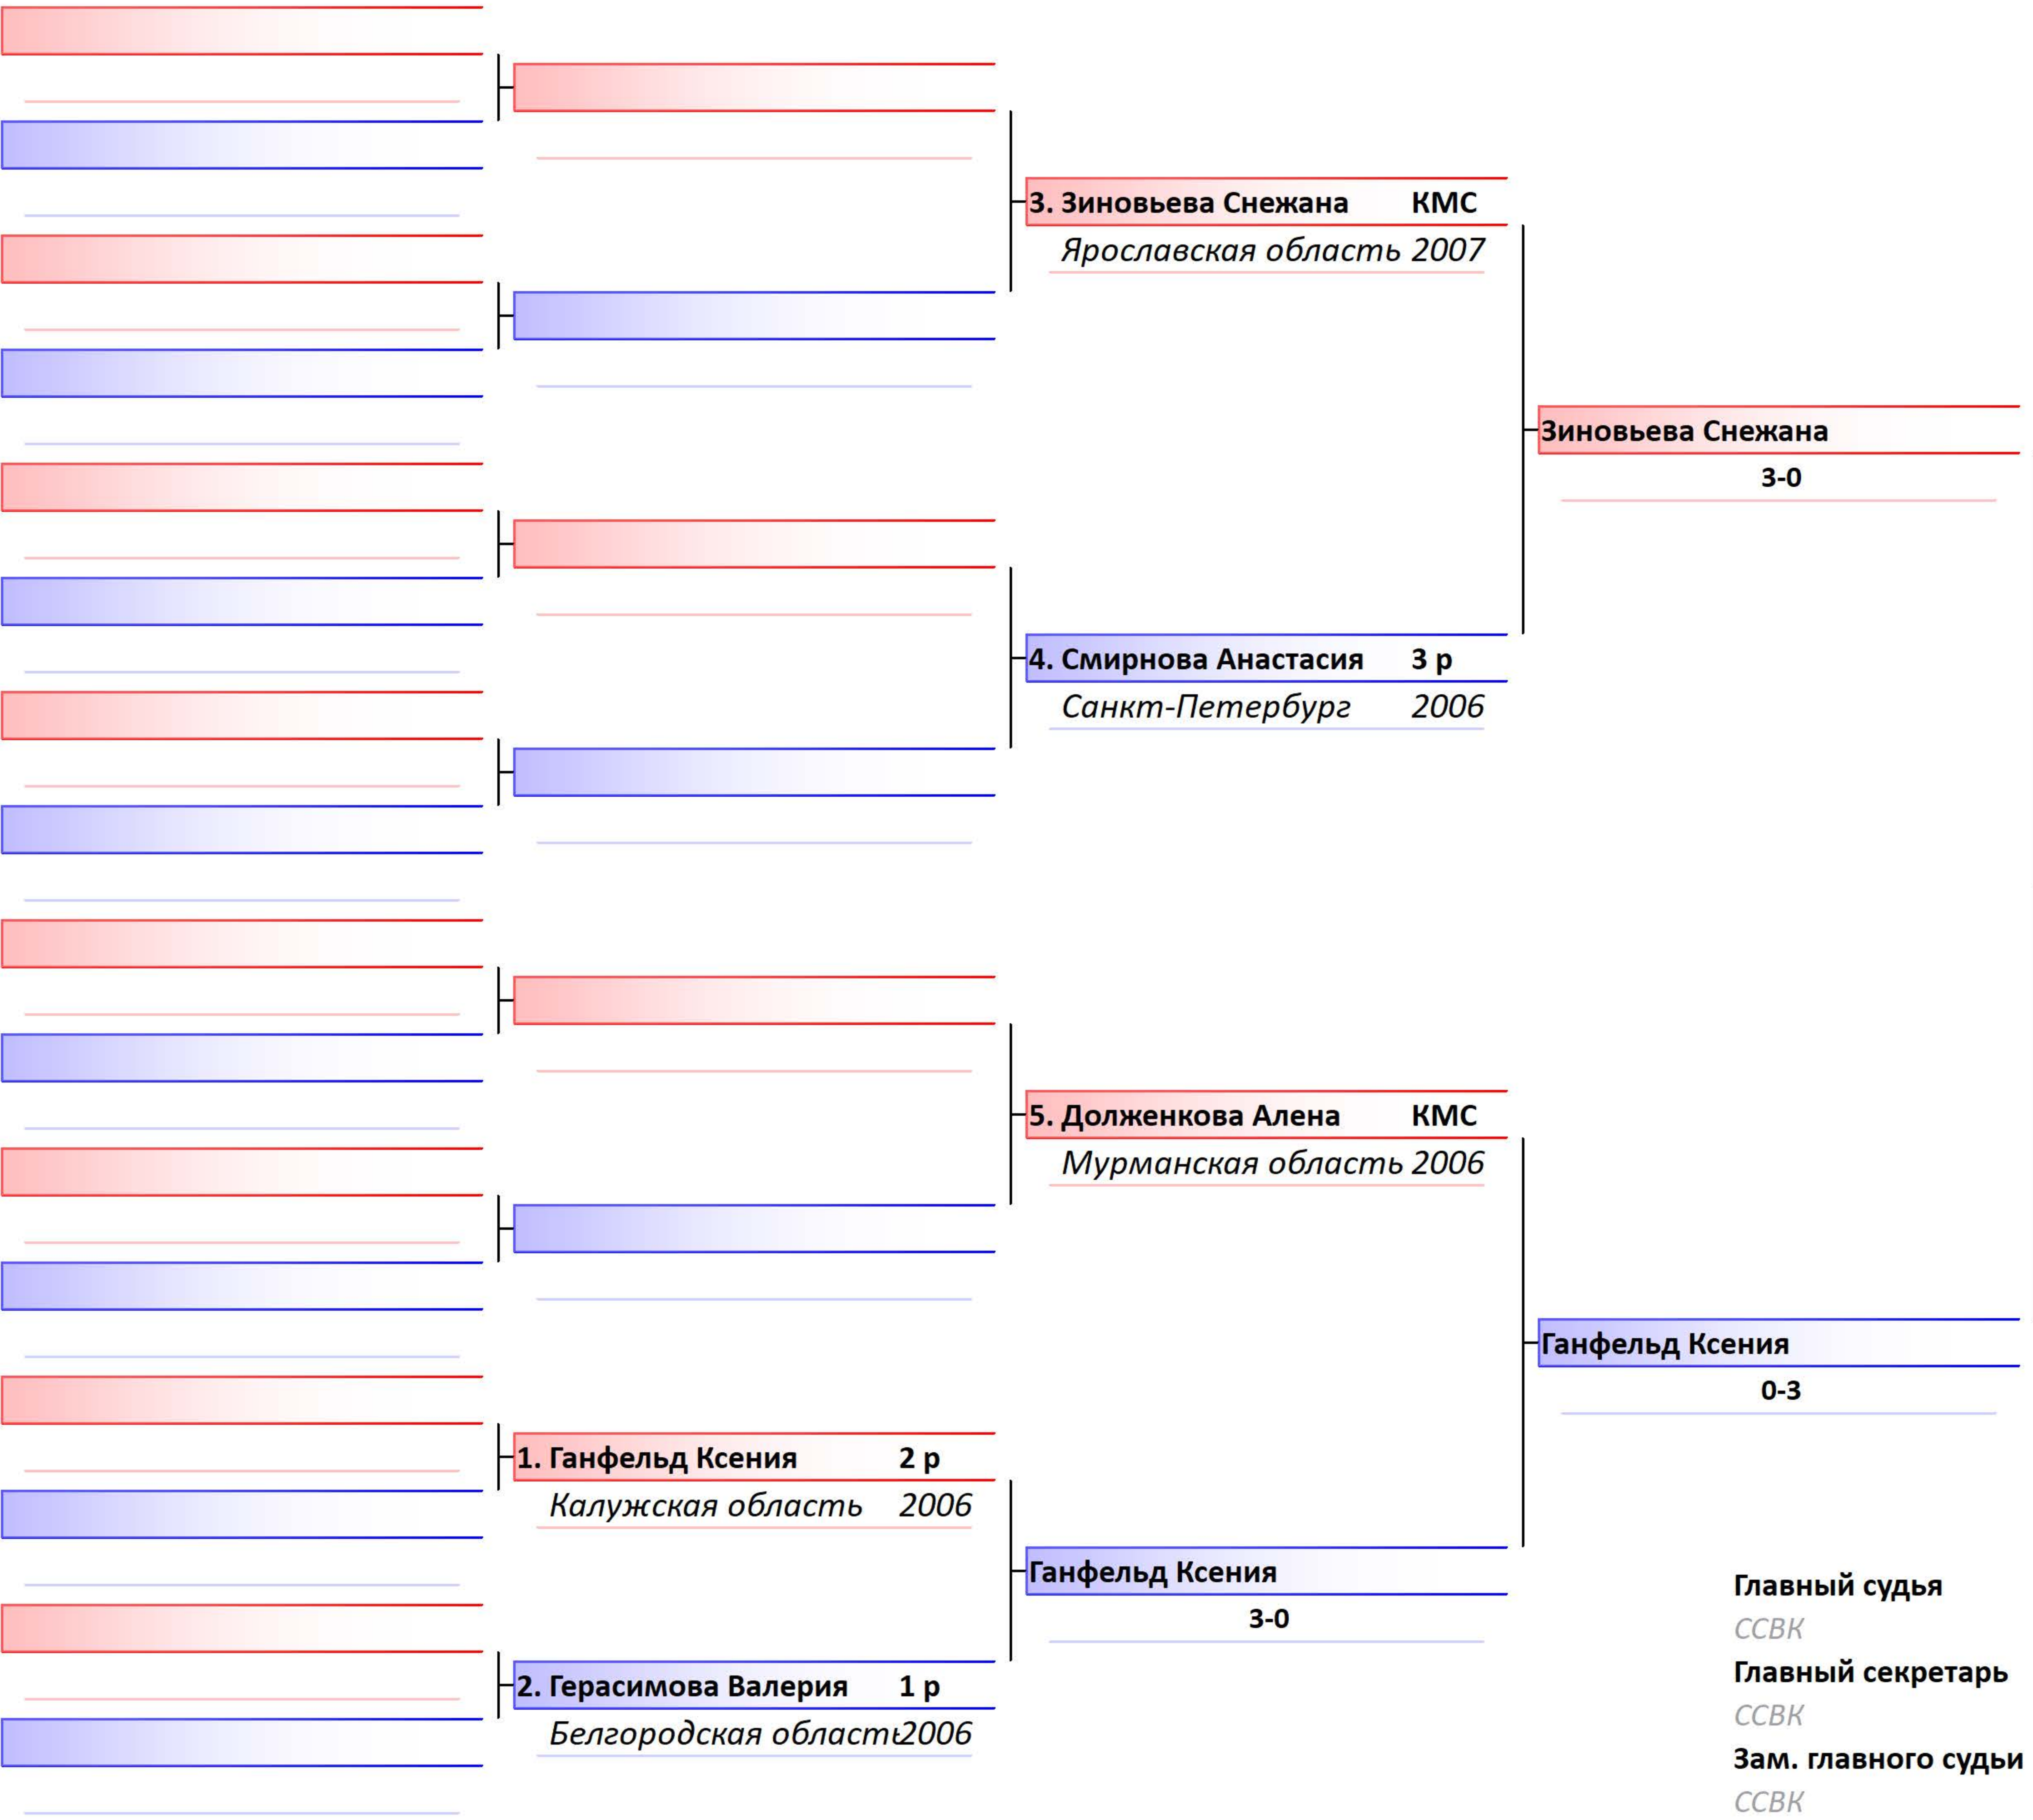 3. Зиновьева Снежана КМС
Ярославская область 2007
Зиновьева Снежана
3-0
4. Смирнова Анастасия 3 р
Санкт-Петербург 2006
5. Долженкова Алена КМС
Мурманская область 2006
Ганфельд Ксения
0-3
1. Ганфельд Ксения 2 р
Калужская область 2006
Ганфельд Ксения
3-0
2. Герасимова Валерия 1 р
Белгородская область 2006
Главный судья
ССВК
Главный секретарь
ССВК
Зам. главного судьи
ССВК